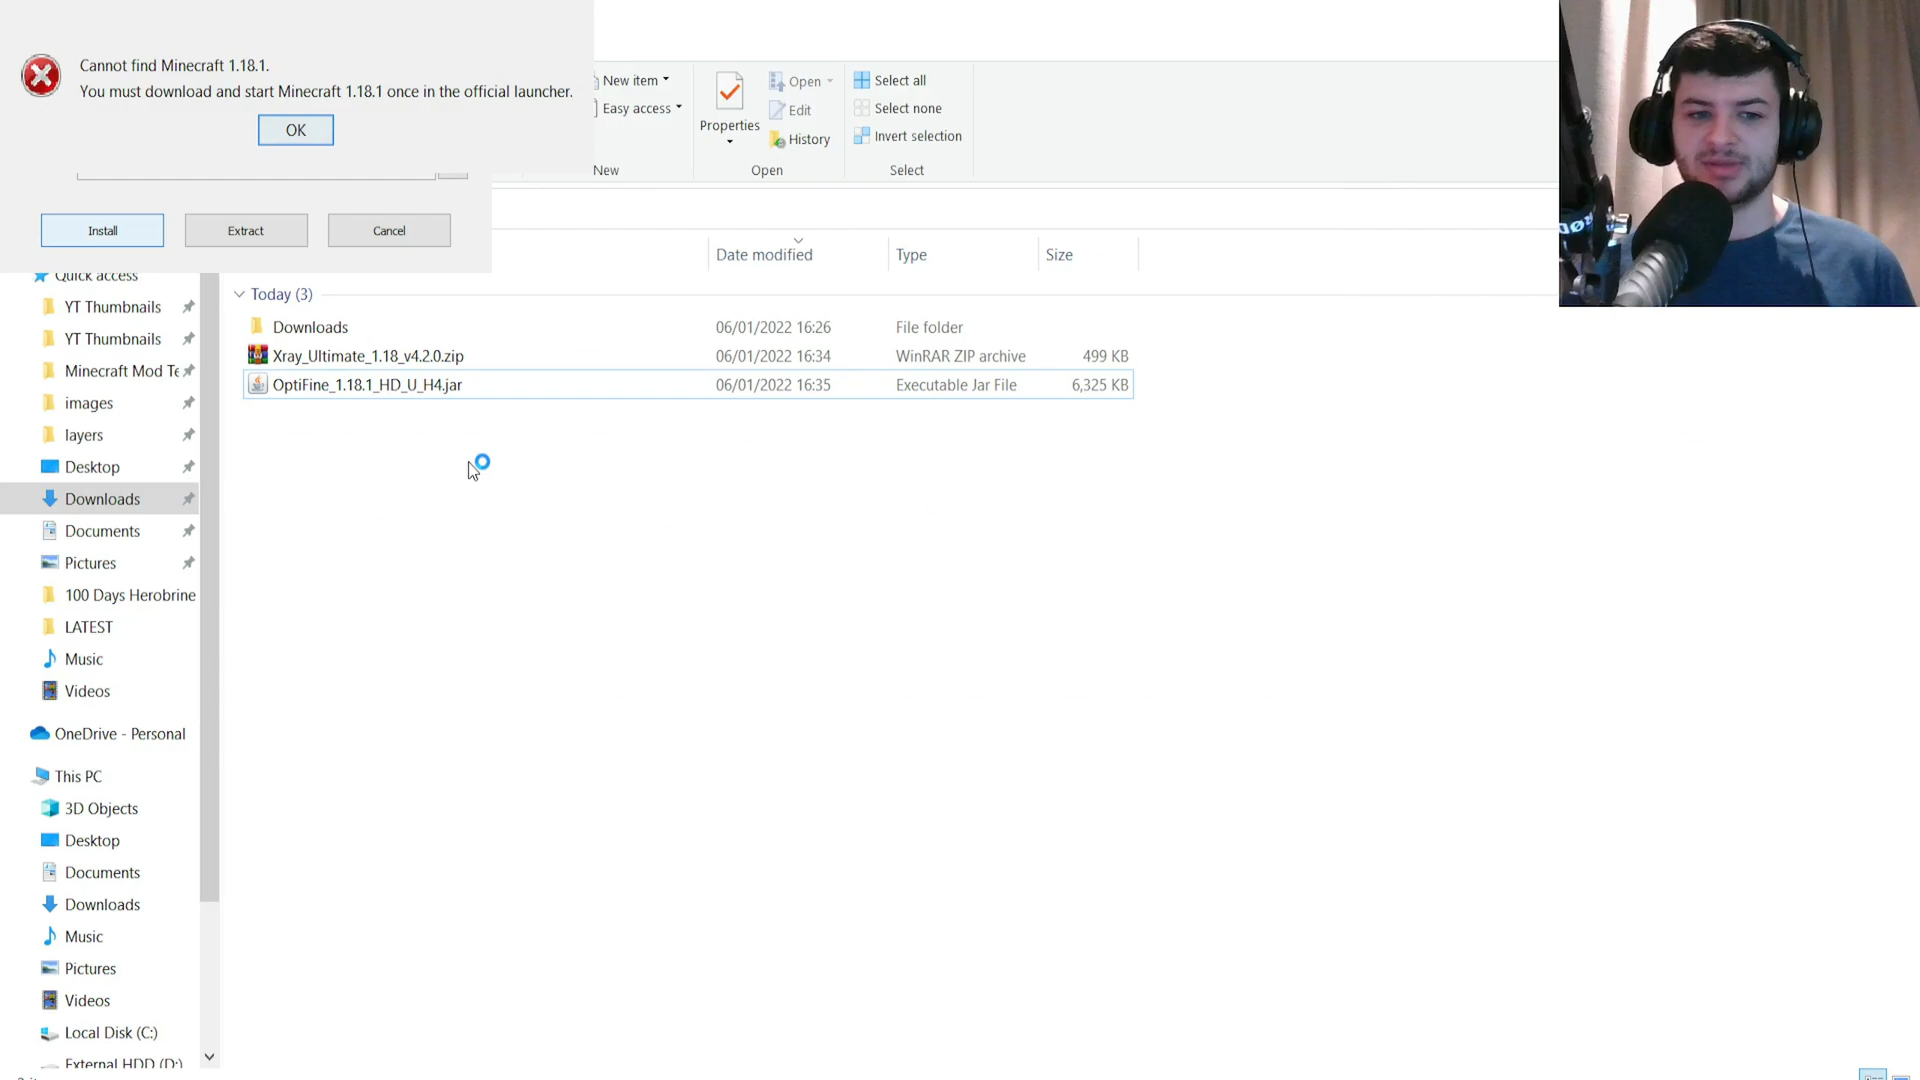 Cannot find Minecraft 1.18.1.
You must download and start Minecraft 1.18.1 once in the official launcher.
OK
Install
Extract
Cancel
New item
Easy access
New
Properties
Open
Edit
History
Open
Select all
Select none
Invert selection
Select
Date modified
Type
Size
Quick access
YT Thumbnails
YT Thumbnails
Minecraft Mod Te
images
layers
Desktop
Downloads
Documents
Pictures
100 Days Herobrine
LATEST
Music
Videos
OneDrive - Personal
This PC
3D Objects
Desktop
Documents
Downloads
Music
Pictures
Videos
Local Disk (C:)
External HDD (D:)
Today (3)
Downloads 06/01/2022 16:26 File folder
Xray_Ultimate_1.18_v4.2.0.zip 06/01/2022 16:34 WinRAR ZIP archive 499 KB
OptiFine_1.18.1_HD_U_H4.jar 06/01/2022 16:35 Executable Jar File 6,325 KB